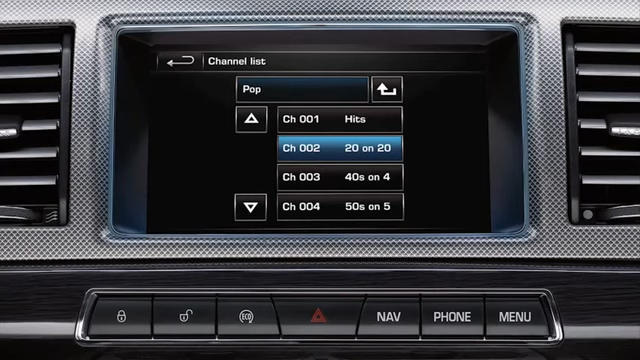 Channel list
Pop
Ch 001 Hits
Ch 002 20 on 20
Ch 003 40s on 4
Ch 004 50s on 5
ECO NAV PHONE MENU